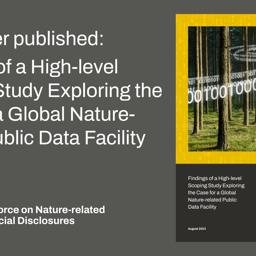 er published:
of a High-level
Study Exploring the
a Global Nature-
ublic Data Facility
orce on Nature-related
cial Disclosures
Findings of a High-level
Scoping Study Exploring
the Case for a Global
Nature-related Public
Data Facility
August 2023